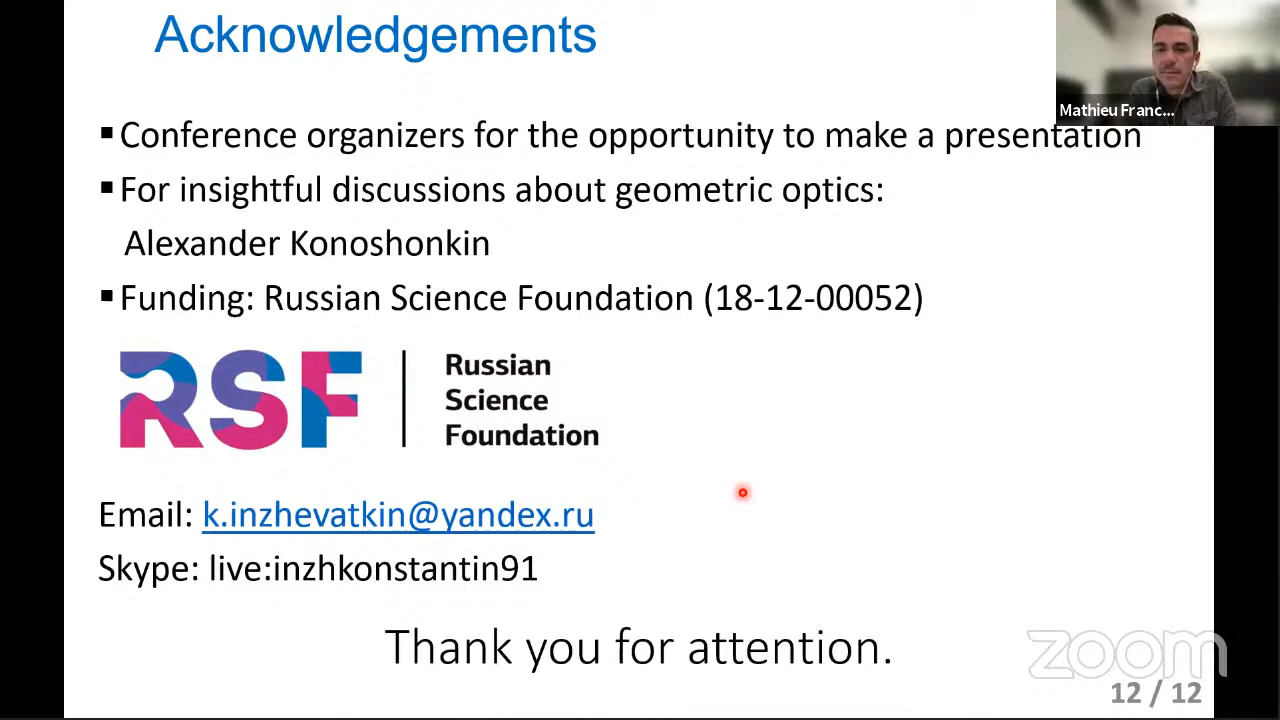 Acknowledgements
Mathieu Franc...
▪Conference organizers for the opportunity to make a presentation
▪For insightful discussions about geometric optics:
Alexander Konoshonkin
▪Funding: Russian Science Foundation (18-12-00052)
RSF
Russian
Science
Foundation
Email: k.inzhevatkin@yandex.ru
Skype: live:inzhkonstantin91
Thank you for attention.
zoom
12 / 12